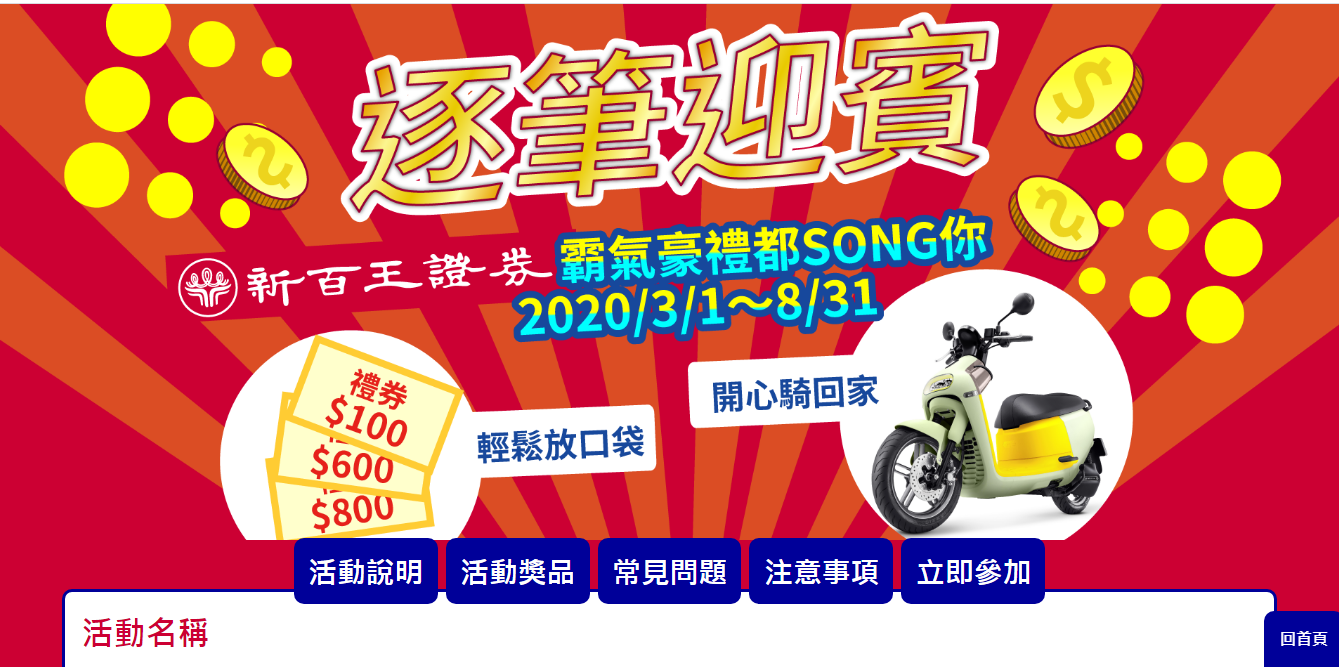 逐筆迎賓
新百王證券
霸氣豪禮都SONG你
2020/3/1～8/31
禮券
$100
$600
$800
輕鬆放口袋
開心騎回家
活動說明
活動獎品
常見問題
注意事項
立即參加
活動名稱
回首頁